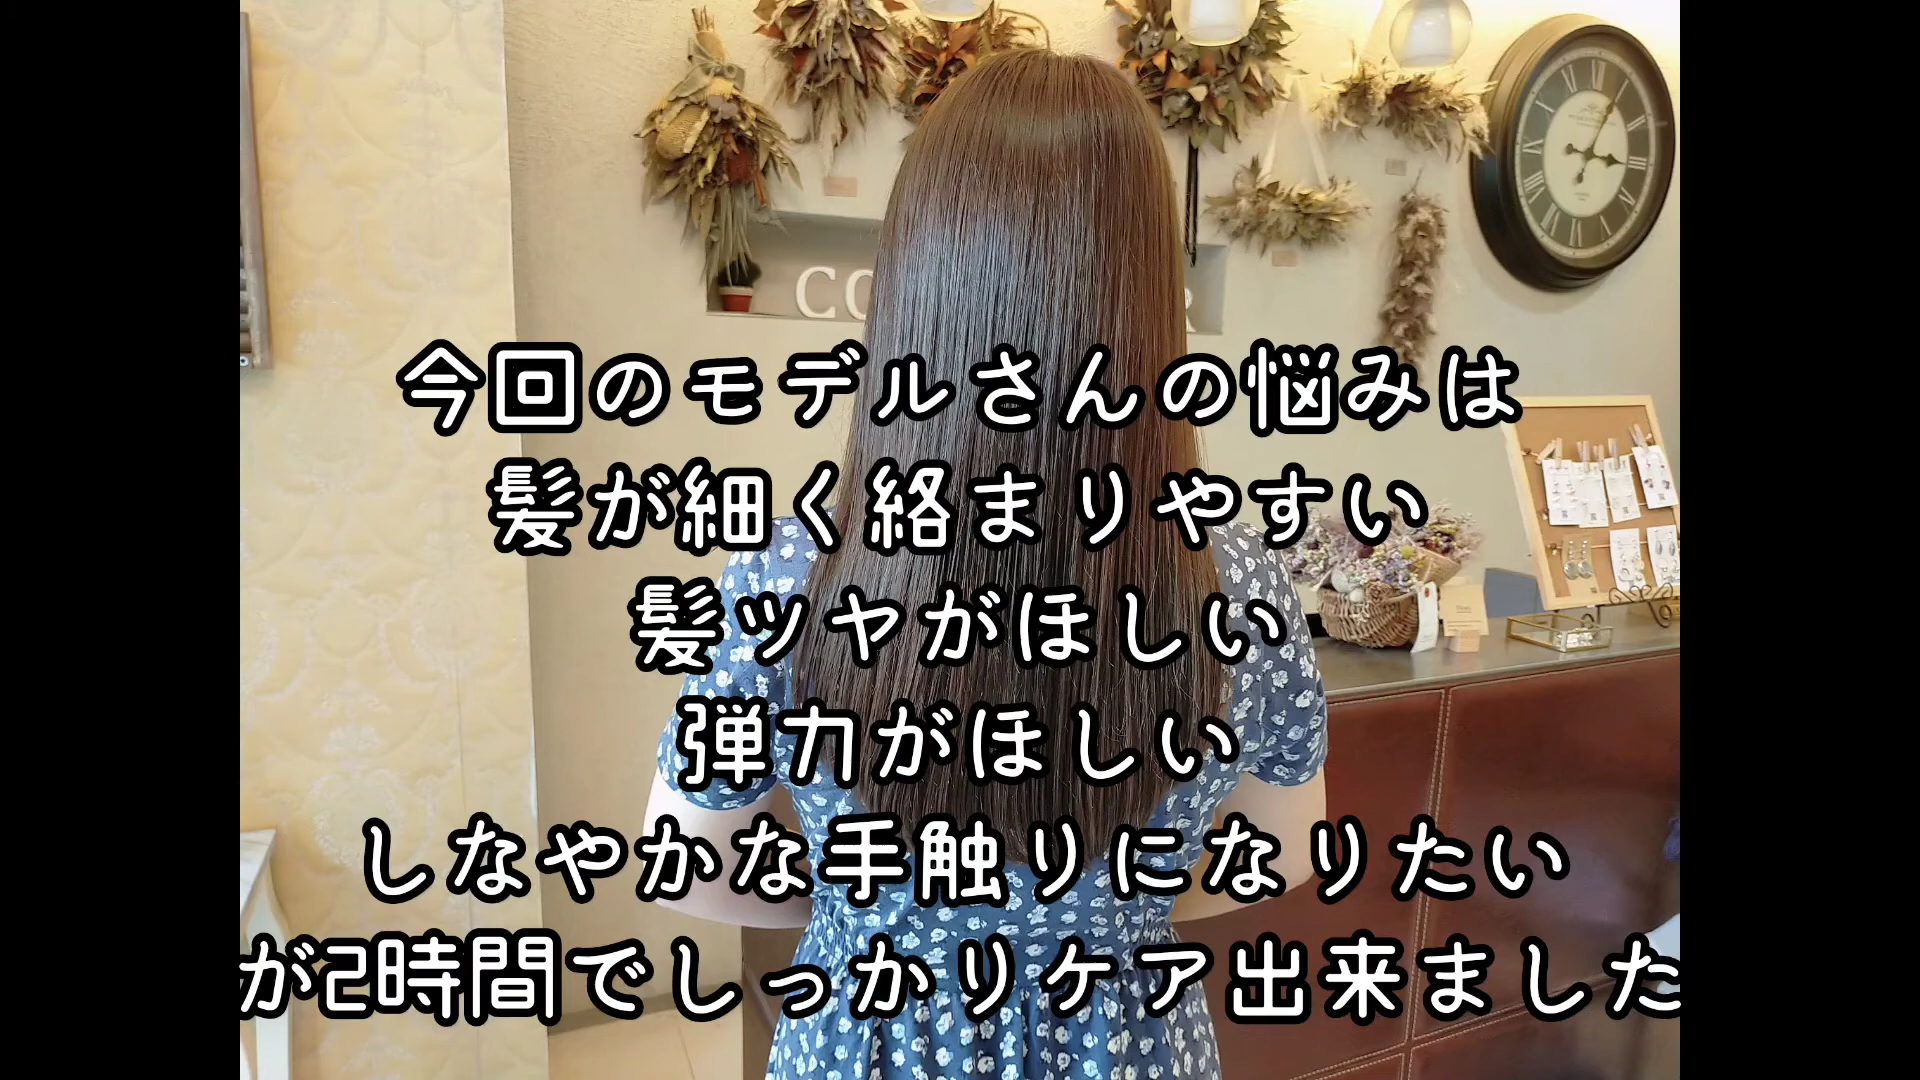 今回のモデルさんの悩みは
髪が細く絡まりやすい
髪ツヤがほしい
弾力がほしい
しなやかな手触りになりたい
が2時間でしっかりケア出来ました